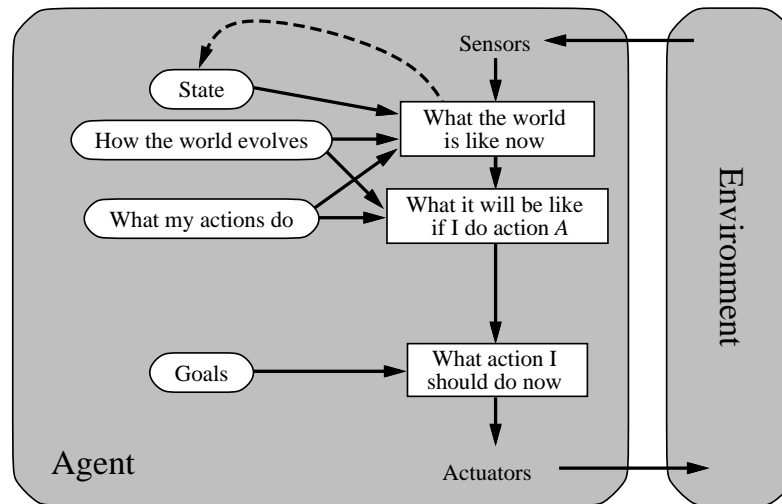 Sensors
State
What the world
is like now
How the world evolves
What my actions do
What it will be like
if I do action A
Environment
Goals
What action I
should do now
Agent
Actuators